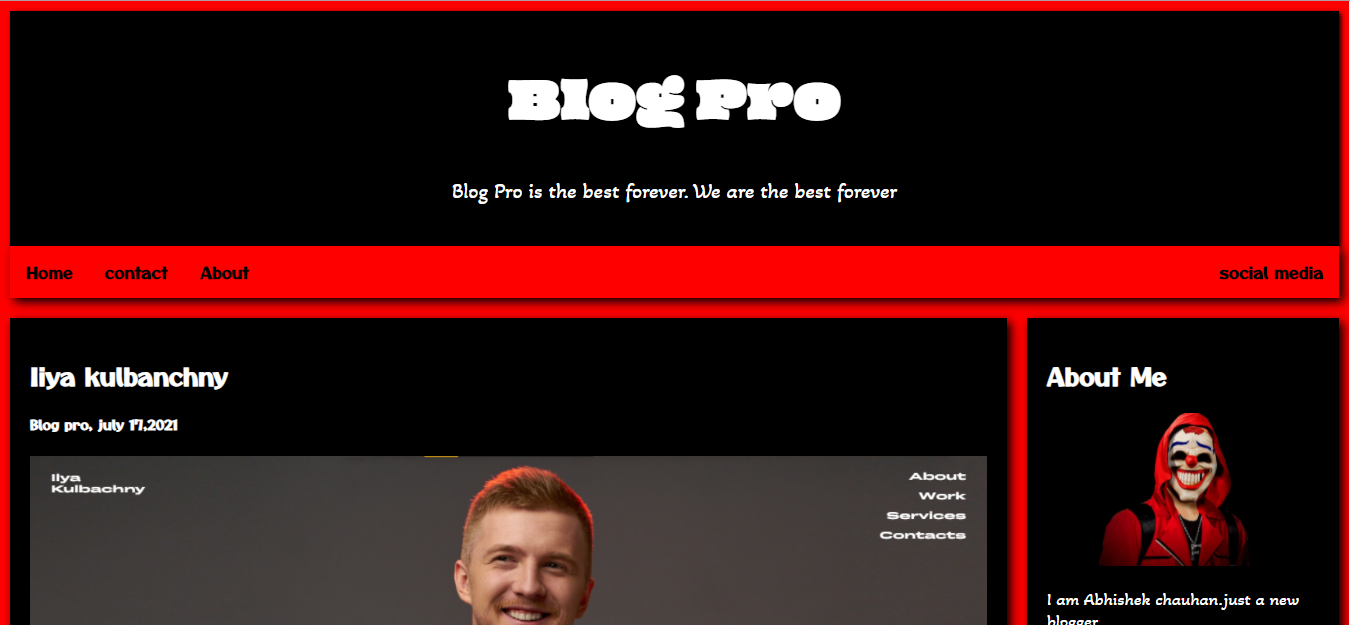 Blog Pro
Blog Pro is the best forever. We are the best forever
Home contact About social media
Ilya kulbanchny
Blog pro, july 17,2021
Ilya
Kulbachny
About
Work
Services
Contacts
About Me
I am Abhishek chauhan.just a new
blogger